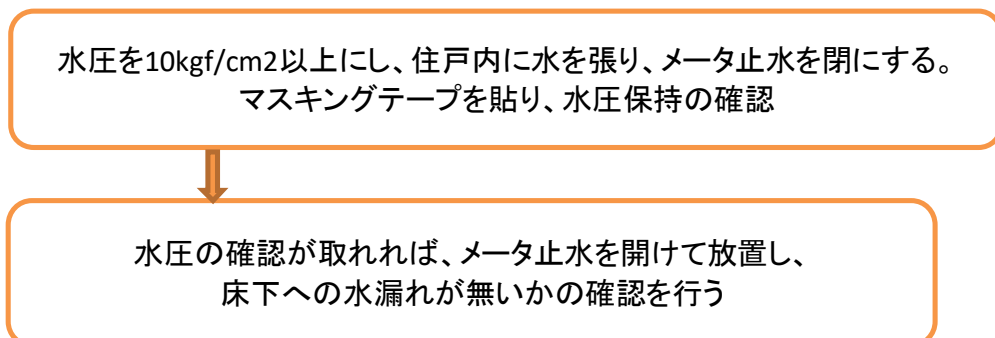 水圧を10kgf/cm2以上にし、住戸内に水を張り、メータ止水を閉にする。
マスキングテープを貼り、水圧保持の確認
水圧の確認が取れれば、メータ止水を開けて放置し、
床下への水漏れが無いかの確認を行う